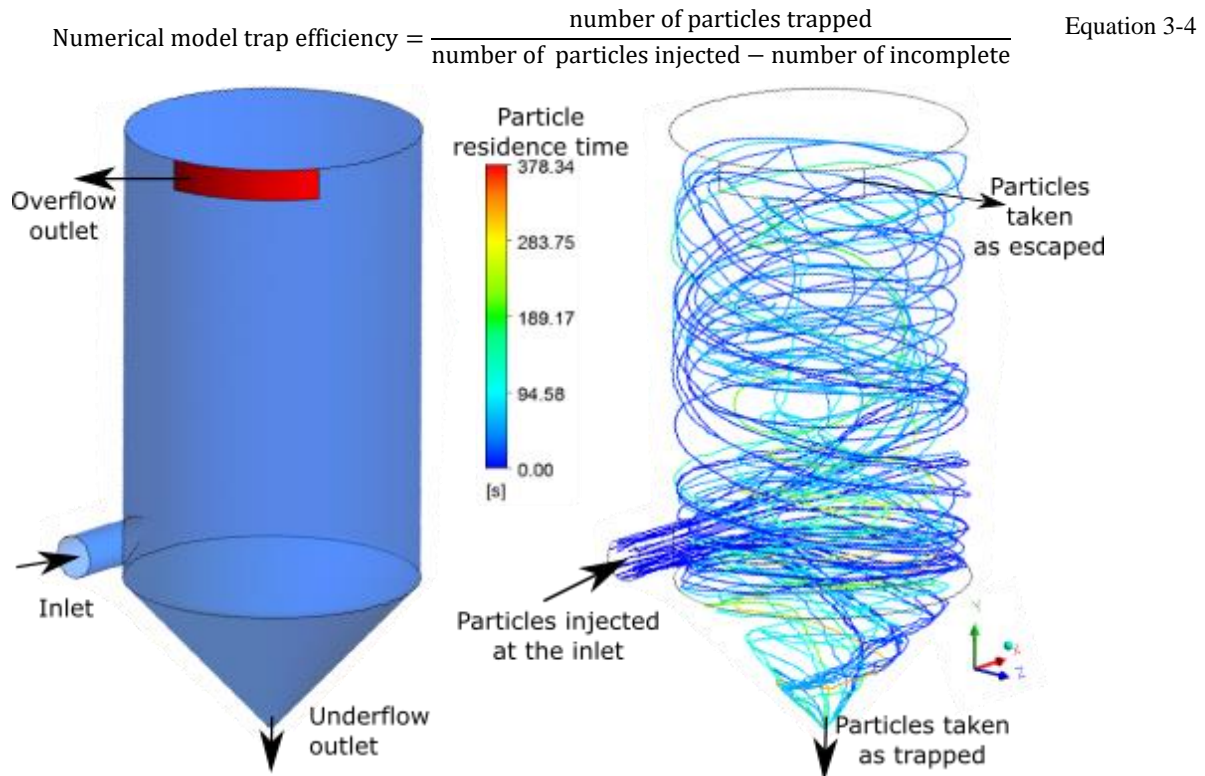 Numerical model trap efficiency = number of particles trapped / number of particles injected − number of incomplete
Equation 3-4
Particle
residence time
378.34
283.75
189.17
94.58
0.00
[s]
Overflow
outlet
Inlet
Underflow
outlet
Particles
taken
as escaped
Particles injected
at the inlet
Particles taken
as trapped
Y
X
Z